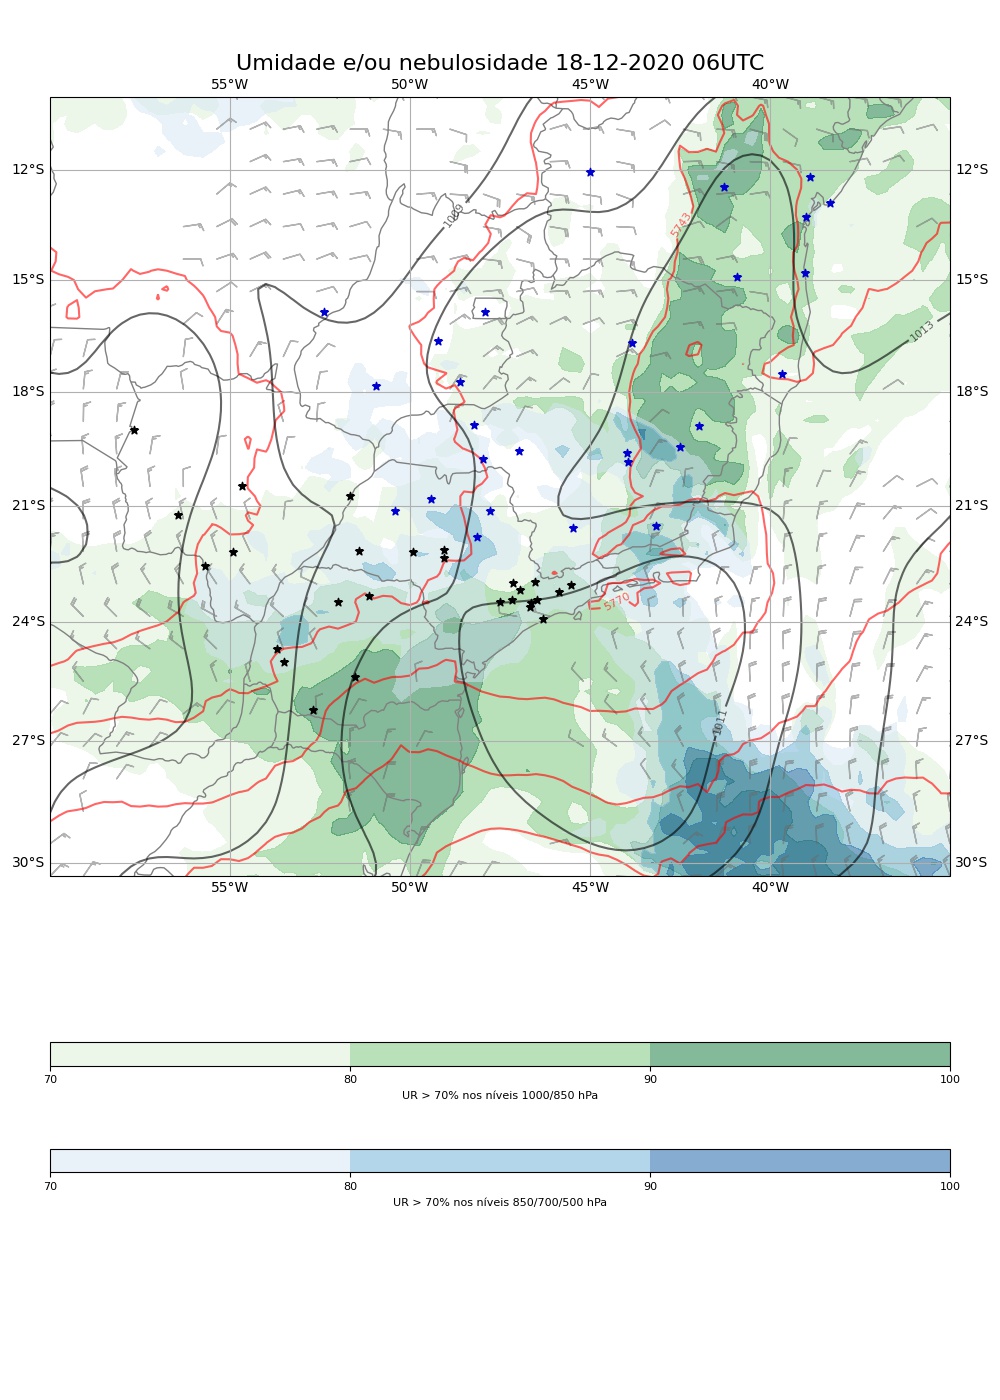 Umidade e/ou nebulosidade 18-12-2020 06UTC
55°W 50°W 45°W 40°W
12°S 12°S
1009
5743
15°S 15°S
1013
18°S 18°S
21°S 21°S
5770
24°S 24°S
1011
27°S 27°S
30°S 30°S
55°W 50°W 45°W 40°W
70 80 90 100
UR > 70% nos níveis 1000/850 hPa
70 80 90 100
UR > 70% nos níveis 850/700/500 hPa